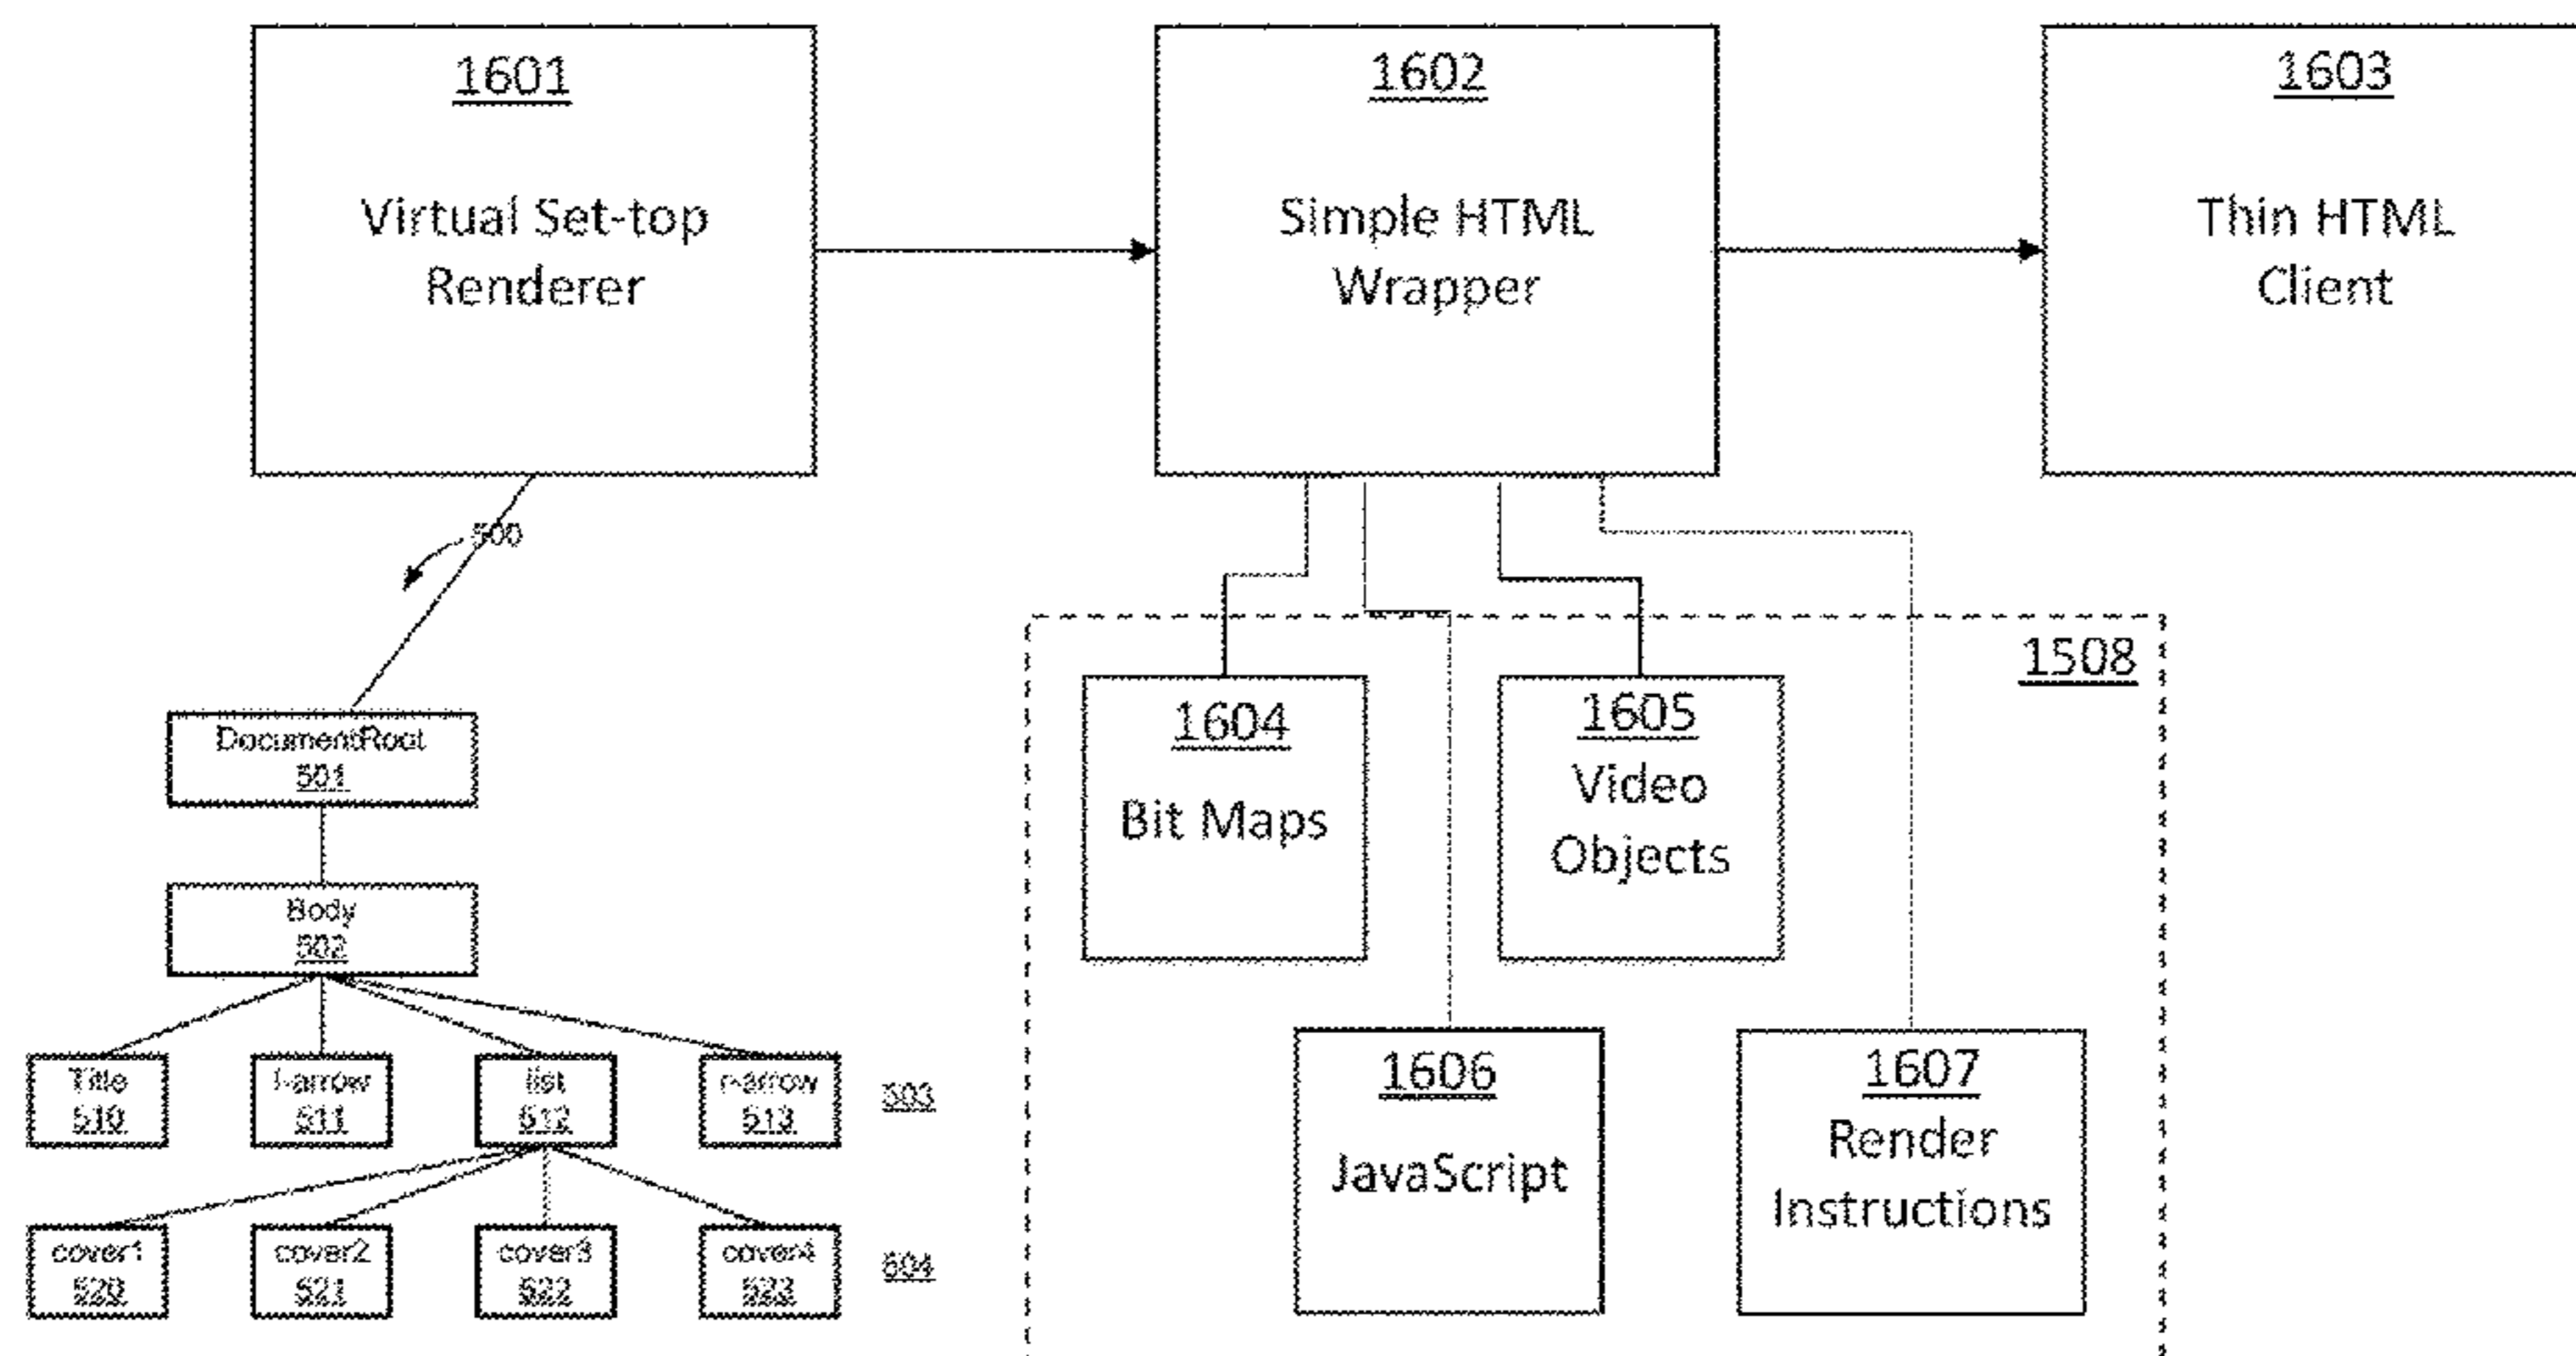 1601
Virtual Set-top
Renderer
1602
Simple HTML
Wrapper
1603
Thin HTML
Client
500
DocumentRoot
501
Body
502
Title
510
l-arrow
511
list
512
r-arrow
513
503
cover1
520
cover2
521
cover3
522
cover4
523
504
1508
1604
Bit Maps
1605
Video
Objects
1606
JavaScript
1607
Render
Instructions